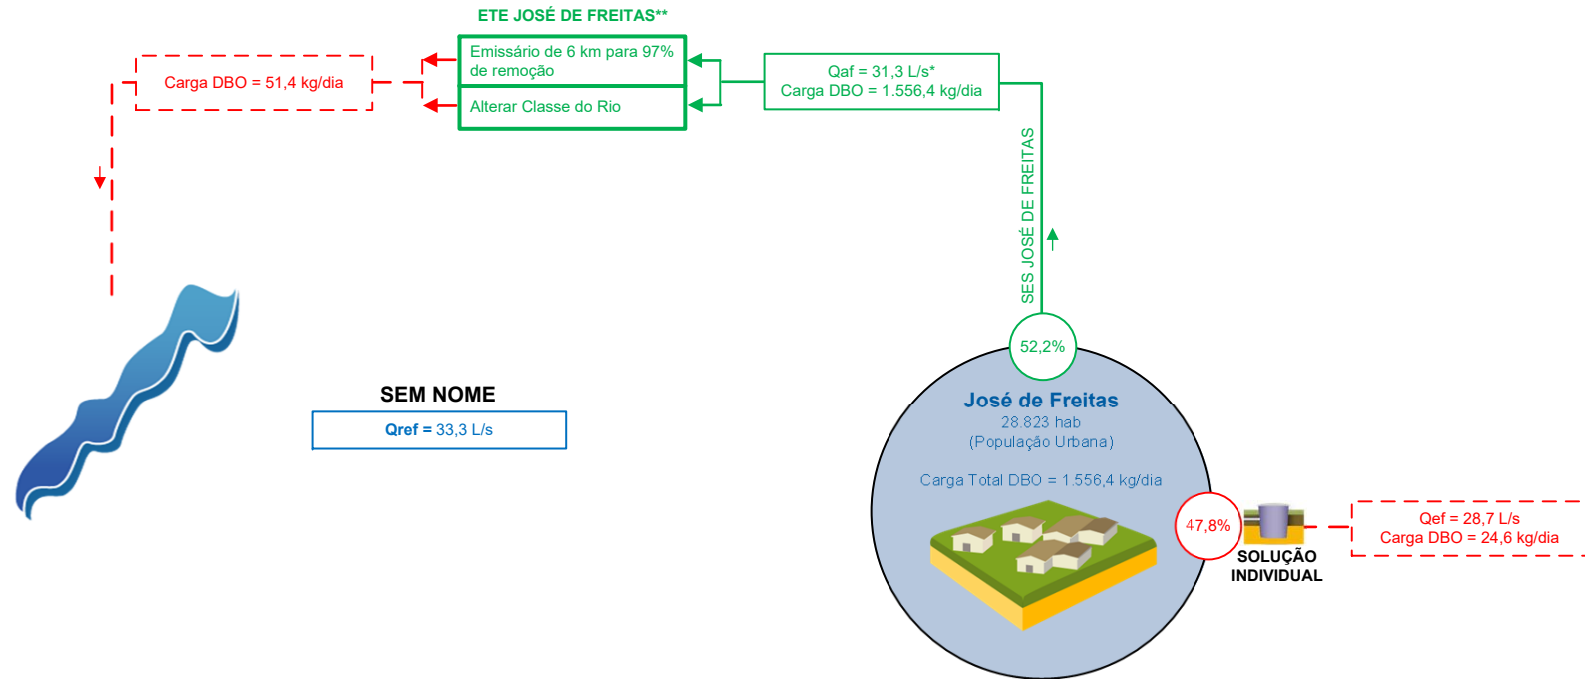 ETE JOSÉ DE FREITAS**
Carga DBO = 51,4 kg/dia
Emissário de 6 km para 97%
de remoção
Alterar Classe do Rio
Qaf = 31,3 L/s*
Carga DBO = 1.556,4 kg/dia
SES JOSÉ DE FREITAS
52,2%
SEM NOME
Qref = 33,3 L/s
José de Freitas
28.823 hab
(População Urbana)
Carga Total DBO = 1.556,4 kg/dia
47,8%
SOLUÇÃO
INDIVIDUAL
Qef = 28,7 L/s
Carga DBO = 24,6 kg/dia